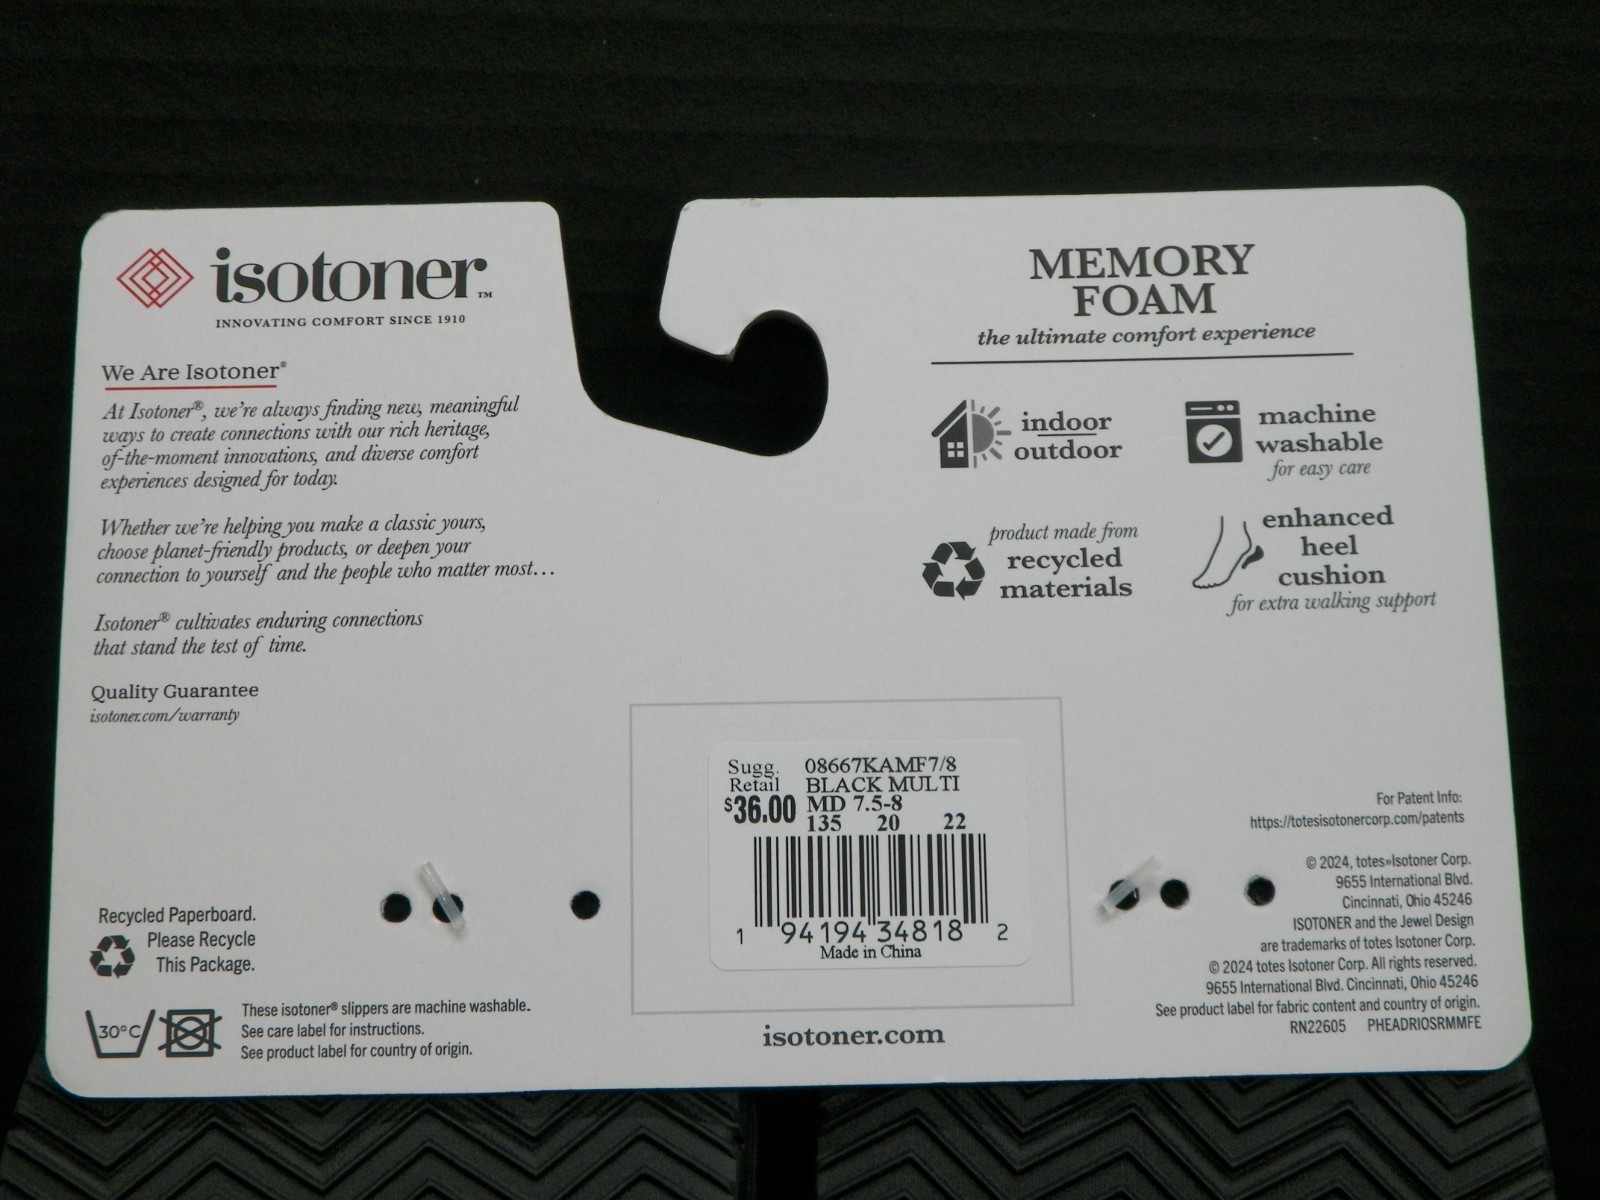 isotoner™
INNOVATING COMFORT SINCE 1910
We Are Isotoner®
At Isotoner®, we're always finding new, meaningful
ways to create connections with our rich heritage,
of-the-moment innovations, and diverse comfort
experiences designed for today.
Whether we're helping you make a classic yours,
choose planet-friendly products, or deepen your
connection to yourself and the people who matter most...
Isotoner® cultivates enduring connections
that stand the test of time.
Quality Guarantee
isotoner.com/warranty
Recycled Paperboard.
Please Recycle
This Package.
30°C
These isotoner® slippers are machine washable.
See care label for instructions.
See product label for country of origin.
MEMORY
FOAM
the ultimate comfort experience
indoor
outdoor
machine
washable
for easy care
product made from
recycled
materials
enhanced
heel
cushion
for extra walking support
Sugg. 08667KAMF7/8
Retail BLACK MULTI
$36.00 MD 7.5-8
135 20 22
1 94194 34818 2
Made in China
isotoner.com
For Patent Info:
https://totesisotonercorp.com/patents
© 2024, totes»Isotoner Corp.
9655 International Blvd.
Cincinnati, Ohio 45246
ISOTONER and the Jewel Design
are trademarks of totes Isotoner Corp.
© 2024 totes Isotoner Corp. All rights reserved.
9655 International Blvd. Cincinnati, Ohio 45246
See product label for fabric content and country of origin.
RN22605 PHEADRIOSRMMFE